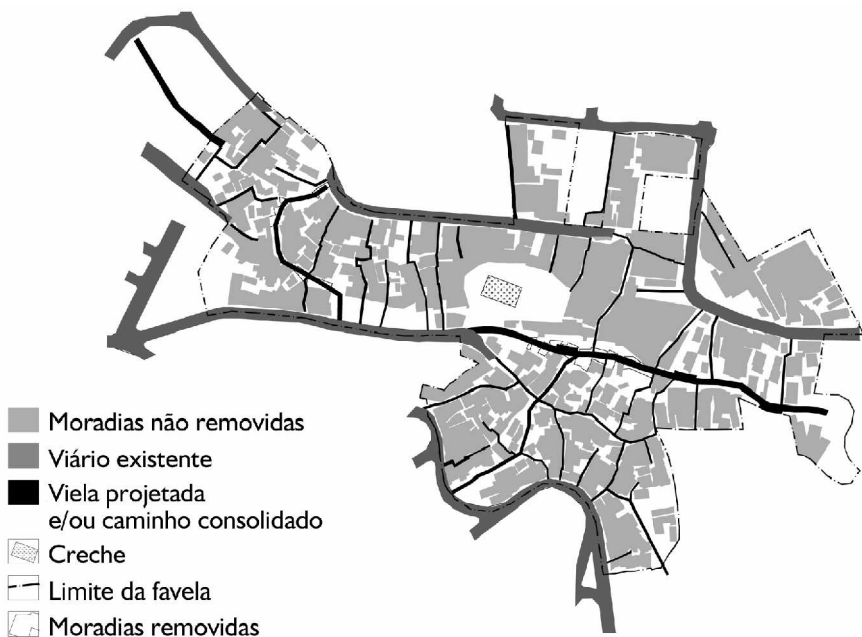 Moradias não removidas
Viário existente
Viela projetada
e/ou caminho consolidado
Creche
Limite da favela
Moradias removidas